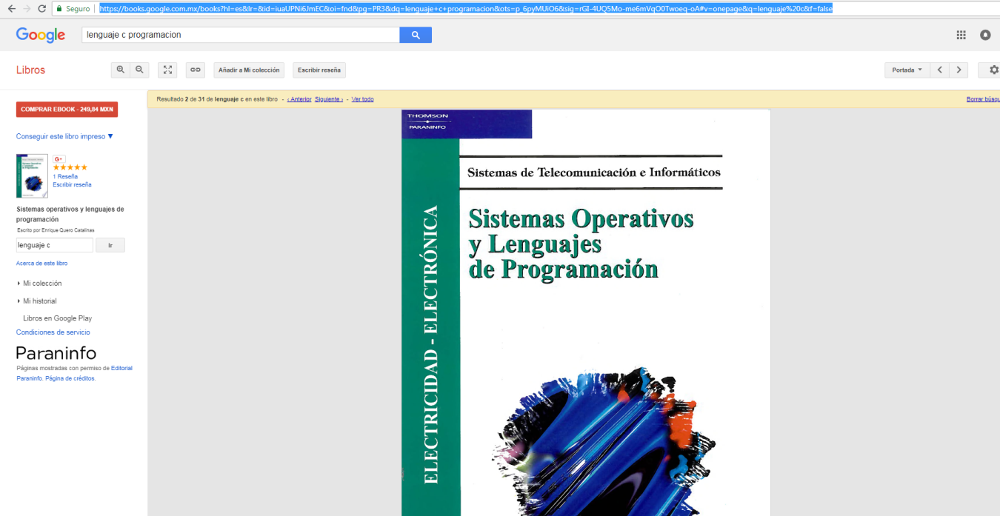 Seguro
https://books.google.com.mx/books?hl=es&lr=&id=iuaUPNi6JmEC&oi=fnd&pg=PR3&dq=lenguaje+c+programacion&ots=p_6pyMUiO6&sig=rGI-4UQ5Mo-me6mVqO0Twoeq-oA#v=onepage&q=lenguaje%20c&f=false
Google
lenguaje c programacion
Libros
Añadir a Mi colección
Escribir reseña
Portada
COMPRAR EBOOK - 249,84 MXN
Resultado 2 de 31 de lenguaje c en este libro - ‹ Anterior Siguiente › - Ver todo
Borrar búsqu
Conseguir este libro impreso ▼
G+
1 Reseña
Escribir reseña
Sistemas operativos y lenguajes de
programación
Escrito por Enrique Quero Catalinas
lenguaje c
Ir
Acerca de este libro
Mi colección
Mi historial
Libros en Google Play
Condiciones de servicio
Paraninfo
Páginas mostradas con permiso de Editorial
Paraninfo. Página de créditos.
THOMSON
PARANINFO
Sistemas de Telecomunicación e Informáticos
Sistemas Operativos
y Lenguajes
de Programación
ELECTRICIDAD - ELECTRÓNICA